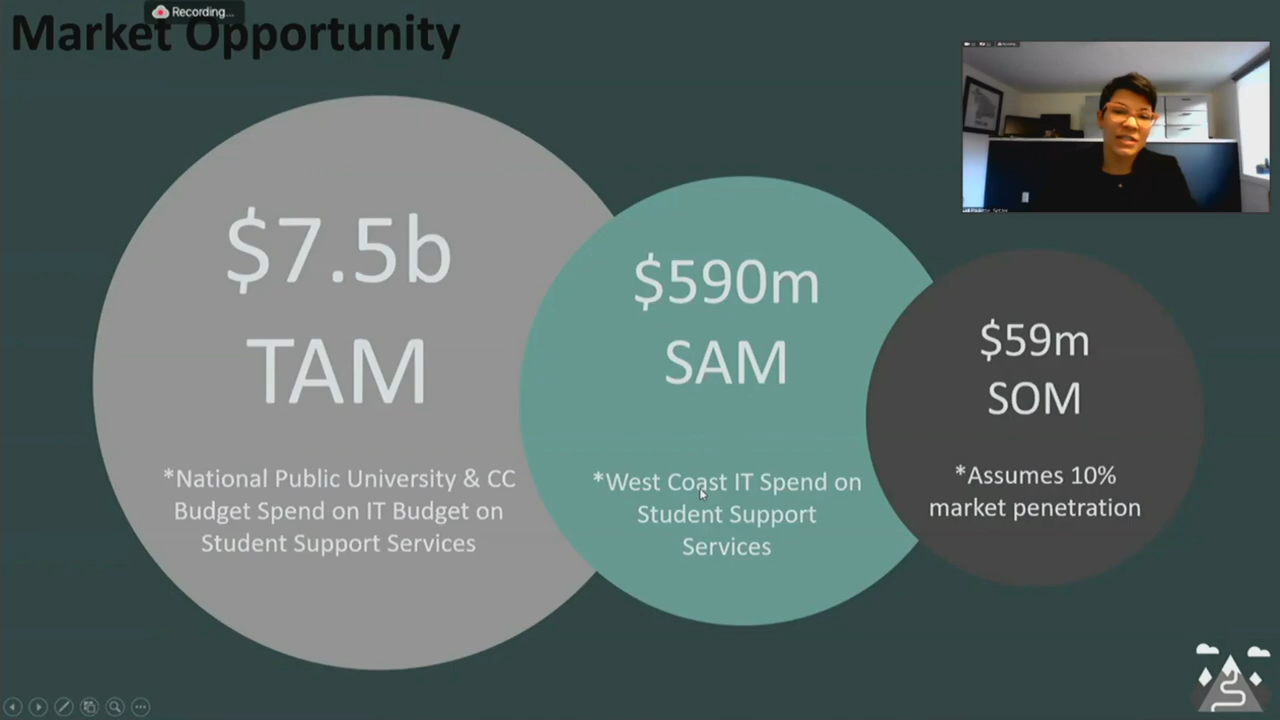 Recording...
Market Opportunity
$7.5b
TAM
*National Public University & CC
Budget Spend on IT Budget on
Student Support Services
$590m
SAM
*West Coast IT Spend on
Student Support
Services
$59m
SOM
*Assumes 10%
market penetration